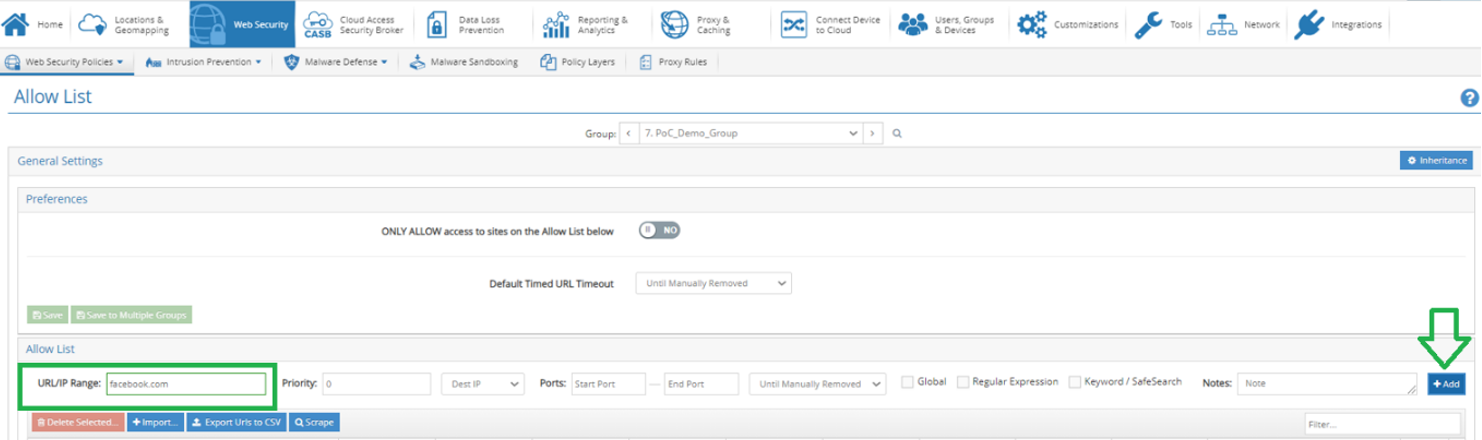 Home
Locations &
Geomapping
Web Security
CASB
Cloud Access
Security Broker
Data Loss
Prevention
Reporting &
Analytics
Proxy &
Caching
Connect Device
to Cloud
Users, Groups
& Devices
Customizations
Tools
Network
Integrations
Web Security Policies
Intrusion Prevention
Malware Defense
Malware Sandboxing
Policy Layers
Proxy Rules
Allow List
?
Group: < 7. PoC_Demo_Group >
General Settings
Inheritance
Preferences
ONLY ALLOW access to sites on the Allow List below NO
Default Timed URL Timeout Until Manually Removed
Save Save to Multiple Groups
Allow List
URL/IP Range: facebook.com Priority: 0 Dest IP Ports: Start Port — End Port Until Manually Removed Global Regular Expression Keyword / SafeSearch Notes: Note +Add
Delete Selected... +Import... Export Urls to CSV Scrape Filter...